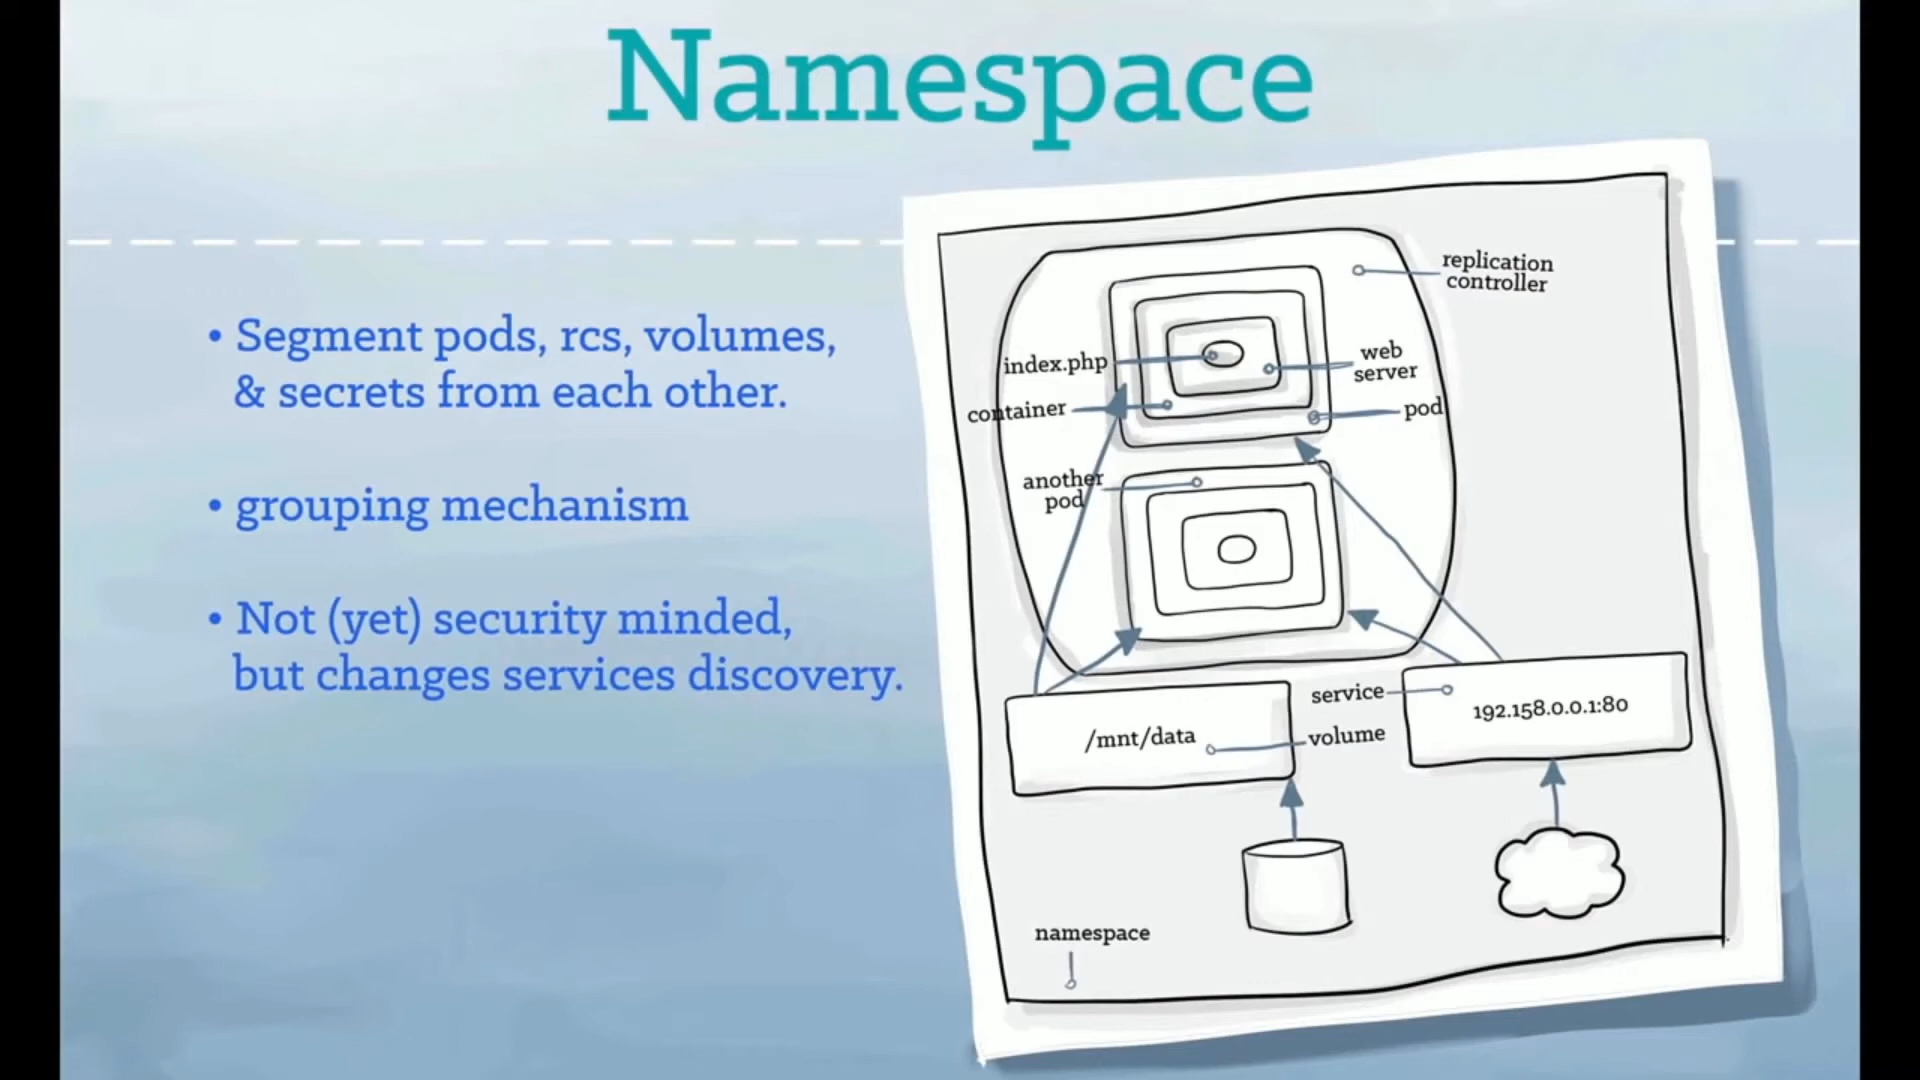 Namespace
• Segment pods, rcs, volumes,
& secrets from each other.
• grouping mechanism
• Not (yet) security minded,
but changes services discovery.
replication
controller
index.php
web
server
container
pod
another
pod
service
192.158.0.0.1:80
/mnt/data
volume
namespace